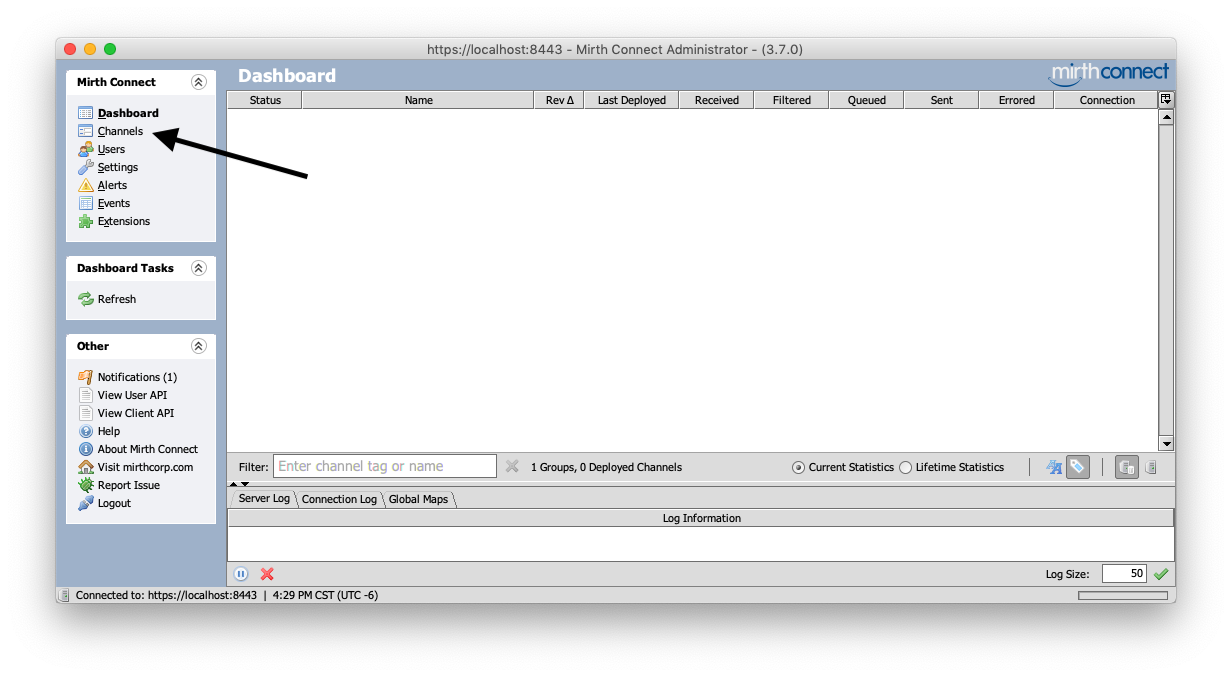 https://localhost:8443 - Mirth Connect Administrator - (3.7.0)
Mirth Connect
Dashboard
Channels
Users
Settings
Alerts
Events
Extensions
Dashboard Tasks
Refresh
Other
Notifications (1)
View User API
View Client API
Help
About Mirth Connect
Visit mirthcorp.com
Report Issue
Logout
Dashboard
mirthconnect
Status Name Rev Δ Last Deployed Received Filtered Queued Sent Errored Connection
Filter: Enter channel tag or name 1 Groups, 0 Deployed Channels Current Statistics Lifetime Statistics
Server Log Connection Log Global Maps
Log Information
Log Size: 50
Connected to: https://localhost:8443 | 4:29 PM CST (UTC -6)